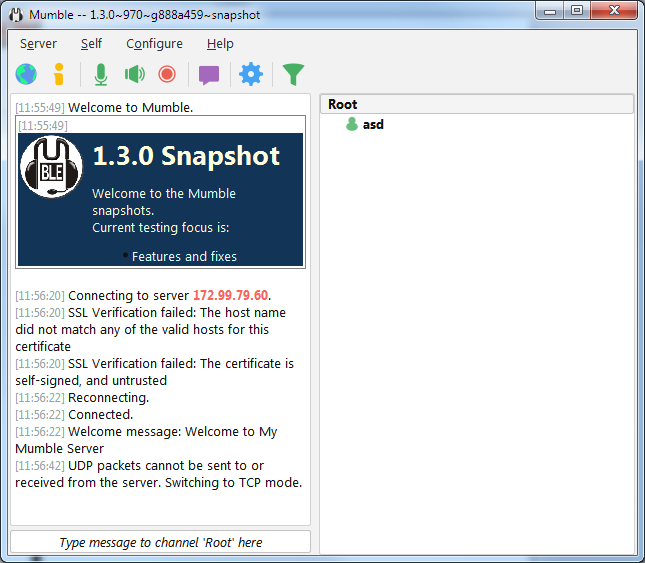 Mumble -- 1.3.0~970~g888a459~snapshot
Server Self Configure Help
[11:55:49] Welcome to Mumble.
[11:55:49]
BLE
1.3.0 Snapshot
Welcome to the Mumble
snapshots.
Current testing focus is:
• Features and fixes
[11:56:20] Connecting to server 172.99.79.60.
[11:56:20] SSL Verification failed: The host name
did not match any of the valid hosts for this
certificate
[11:56:20] SSL Verification failed: The certificate is
self-signed, and untrusted
[11:56:22] Reconnecting.
[11:56:22] Connected.
[11:56:22] Welcome message: Welcome to My
Mumble Server
[11:56:42] UDP packets cannot be sent to or
received from the server. Switching to TCP mode.
Type message to channel 'Root' here
Root
asd